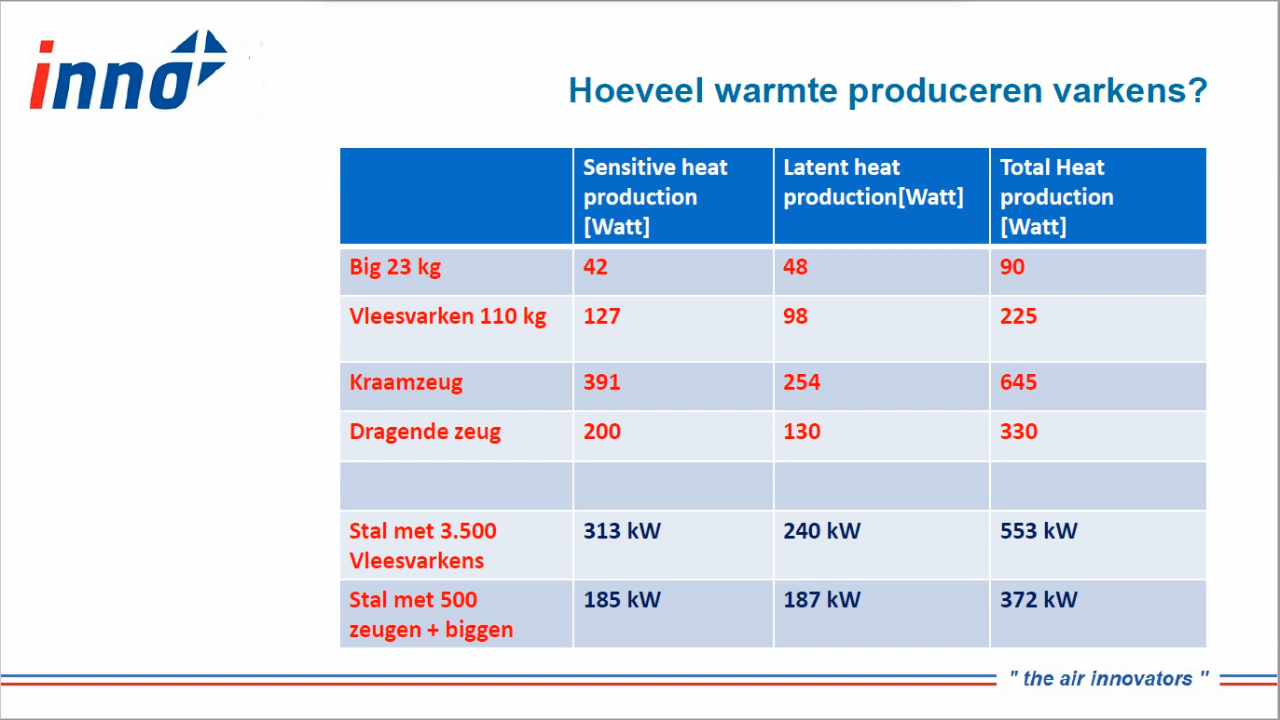 inno
Hoeveel warmte produceren varkens?
Sensitive heat
production
[Watt]
Latent heat
production[Watt]
Total Heat
production
[Watt]
Big 23 kg 42 48 90
Vleesvarken 110 kg 127 98 225
Kraamzeug 391 254 645
Dragende zeug 200 130 330
Stal met 3.500
Vleesvarkens
313 kW 240 kW 553 kW
Stal met 500
zeugen + biggen
185 kW 187 kW 372 kW
" the air innovators "